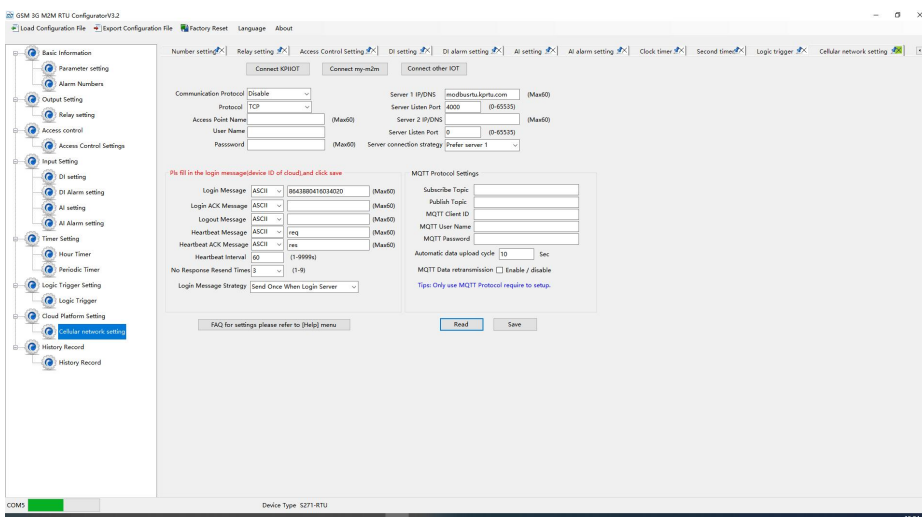 GSM 3G M2M RTU ConfiguratorV3.2
Load Configuration File Export Configuration File Factory Reset Language About
Basic Information
Parameter setting
Alarm Numbers
Output Setting
Relay setting
Access control
Access Control Settings
Input Setting
DI setting
DI Alarm setting
AI setting
AI Alarm setting
Timer Setting
Hour Timer
Periodic Timer
Logic Trigger Setting
Logic Trigger
Cloud Platform Setting
Cellular network setting
History Record
History Record
Number setting Relay setting Access Control Setting DI setting DI alarm setting AI setting AI alarm setting Clock timer Second timer Logic trigger Cellular network setting
Connect KPIIOT Connect my-m2m Connect other IOT
Communication Protocol Disable Server 1 IP/DNS modbusrtu.kprtu.com (Max60)
Protocol TCP Server Listen Port 4000 (0-65535)
Access Point Name (Max60) Server 2 IP/DNS (Max60)
User Name Server Listen Port 0 (0-65535)
Passsword (Max60) Server connection strategy Prefer server 1
Pls fill in the login message(device ID of cloud),and click save
Login Message ASCII 8643880416034020 (Max60)
Login ACK Message ASCII (Max60)
Logout Message ASCII (Max60)
Heartbeat Message ASCII req (Max60)
Heartbeat ACK Message ASCII res (Max60)
Heartbeat Interval 60 (1-9999s)
No Response Resend Times 3 (1-9)
Login Message Strategy Send Once When Login Server
MQTT Protocol Settings
Subscribe Topic
Publish Topic
MQTT Client ID
MQTT User Name
MQTT Password
Automatic data upload cycle 10 Sec
MQTT Data retransmission Enable / disable
Tips: Only use MQTT Protocol require to setup.
FAQ for settings please refer to [Help] menu
Read Save
COM5 Device Type S271-RTU